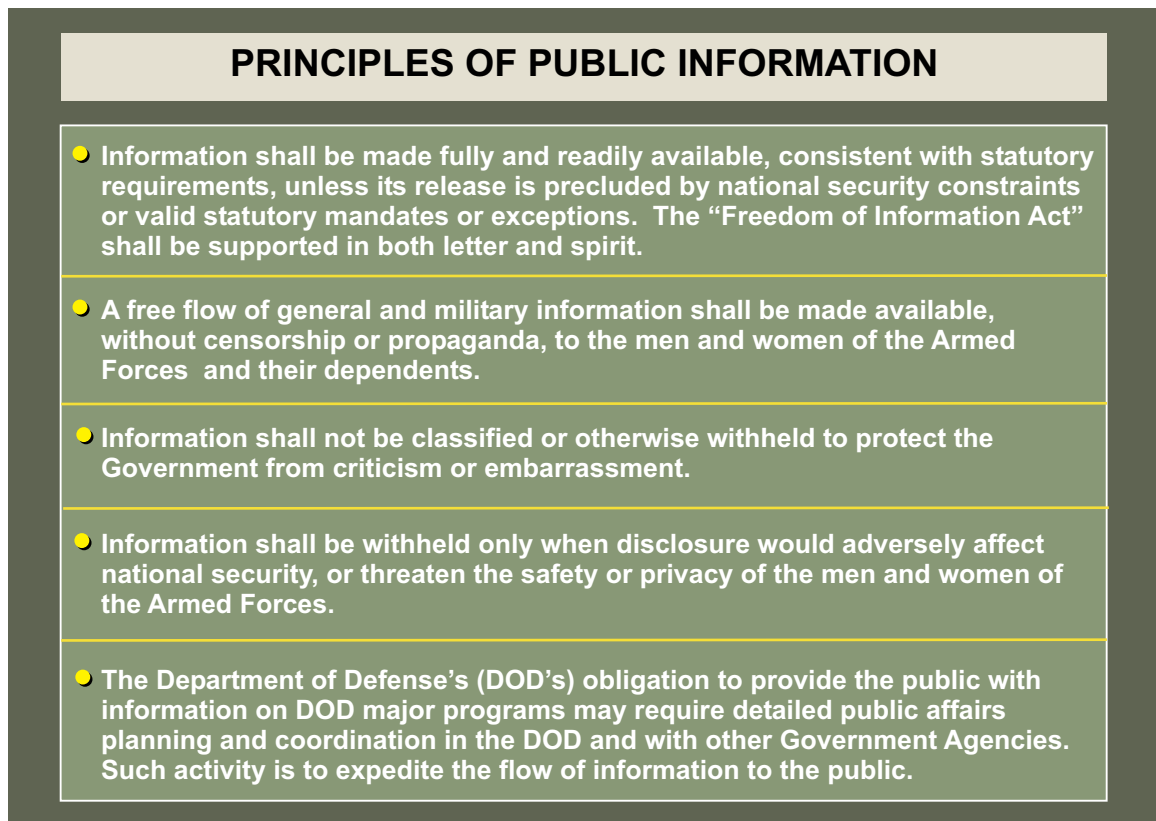 PRINCIPLES OF PUBLIC INFORMATION
Information shall be made fully and readily available, consistent with statutory
requirements, unless its release is precluded by national security constraints
or valid statutory mandates or exceptions.  The “Freedom of Information Act”
shall be supported in both letter and spirit.
A free flow of general and military information shall be made available,
without censorship or propaganda, to the men and women of the Armed
Forces  and their dependents.
Information shall not be classified or otherwise withheld to protect the
Government from criticism or embarrassment.
Information shall be withheld only when disclosure would adversely affect
national security, or threaten the safety or privacy of the men and women of
the Armed Forces.
The Department of Defense’s (DOD’s) obligation to provide the public with
information on DOD major programs may require detailed public affairs
planning and coordination in the DOD and with other Government Agencies.
Such activity is to expedite the flow of information to the public.